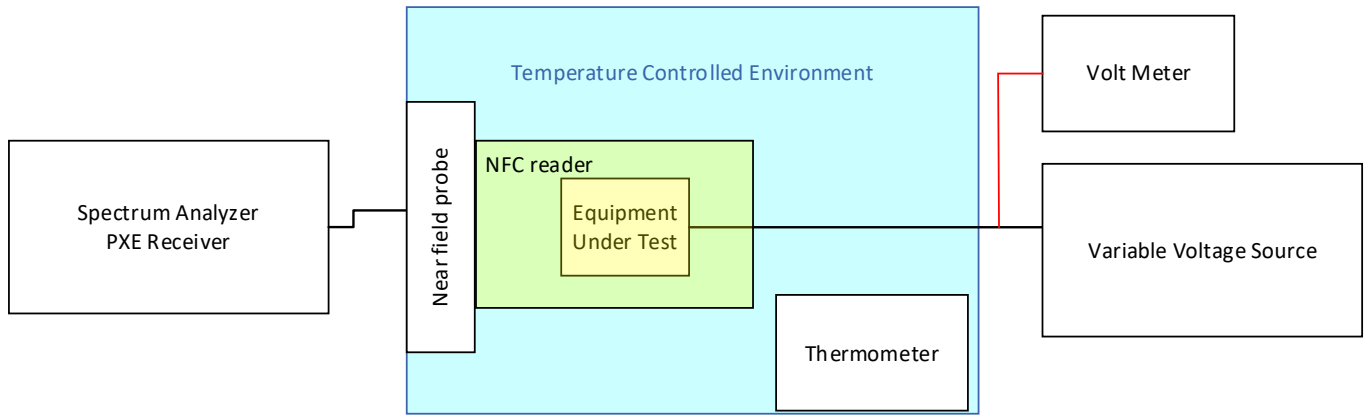 Temperature Controlled Environment
Volt Meter
Near field probe
NFC reader
Spectrum Analyzer
PXE Receiver
Equipment
Under Test
Variable Voltage Source
Thermometer